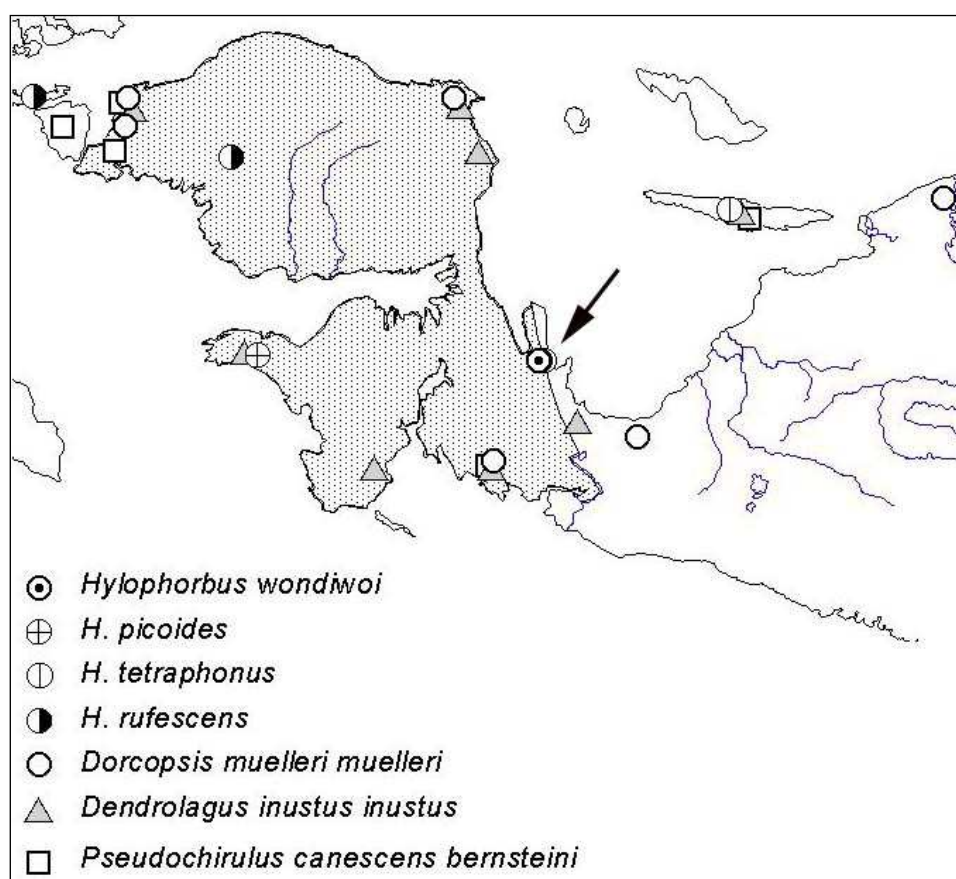 Hylophorbus wondiwoi
H. picoides
H. tetraphonus
H. rufescens
Dorcopsis muelleri muelleri
Dendrolagus inustus inustus
Pseudochirulus canescens bernsteini